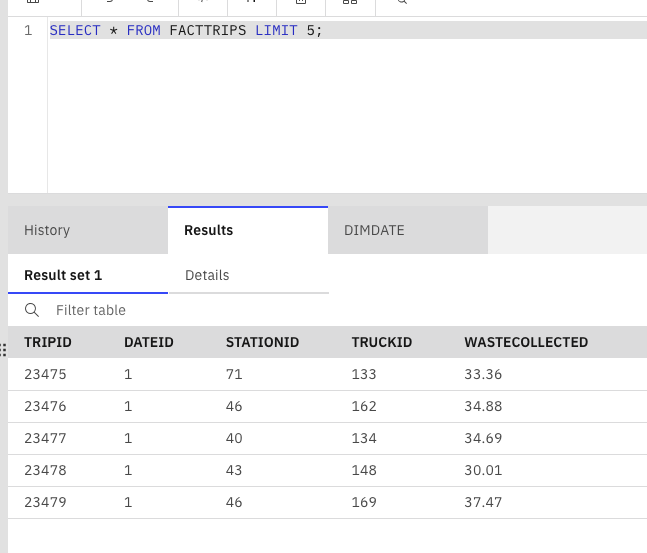 1 SELECT * FROM FACTTRIPS LIMIT 5;
History Results DIMDATE
Result set 1 Details
Filter table
TRIPID DATEID STATIONID TRUCKID WASTECOLLECTED
23475 1 71 133 33.36
23476 1 46 162 34.88
23477 1 40 134 34.69
23478 1 43 148 30.01
23479 1 46 169 37.47